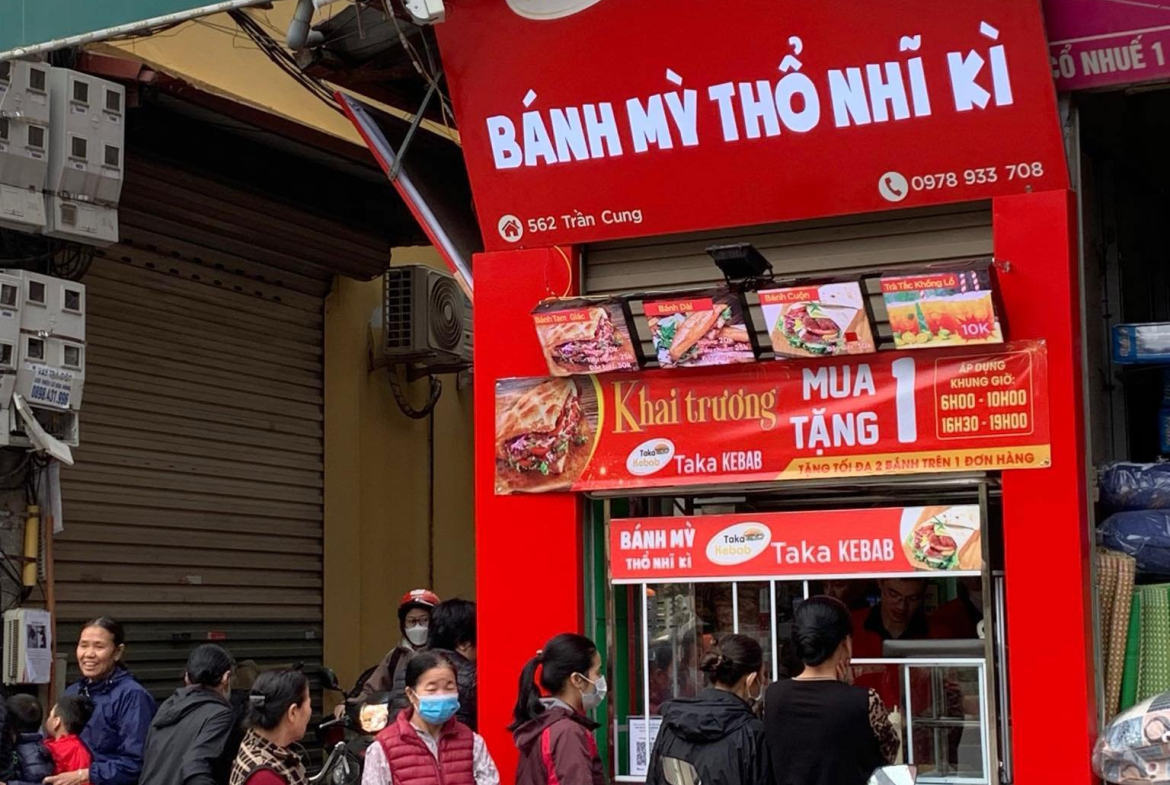 BÁNH MỲ THỔ NHĨ KÌ
562 Trần Cung
0978 933 708
CỔ NHUẾ 1
Bánh Tam Giác
Bánh Dài
Bánh Cuộn
Trà Tắc Khổng Lồ
10K
Khai trương
MUA 1
TẶNG
ÁP DỤNG
KHUNG GIỜ:
6H00 - 10H00
16H30 - 19H00
Taka
Kebab
Taka KEBAB
TẶNG TỐI ĐA 2 BÁNH TRÊN 1 ĐƠN HÀNG
BÁNH MỲ
THỔ NHĨ KÌ
Taka
Kebab
Taka KEBAB
0898.431.996